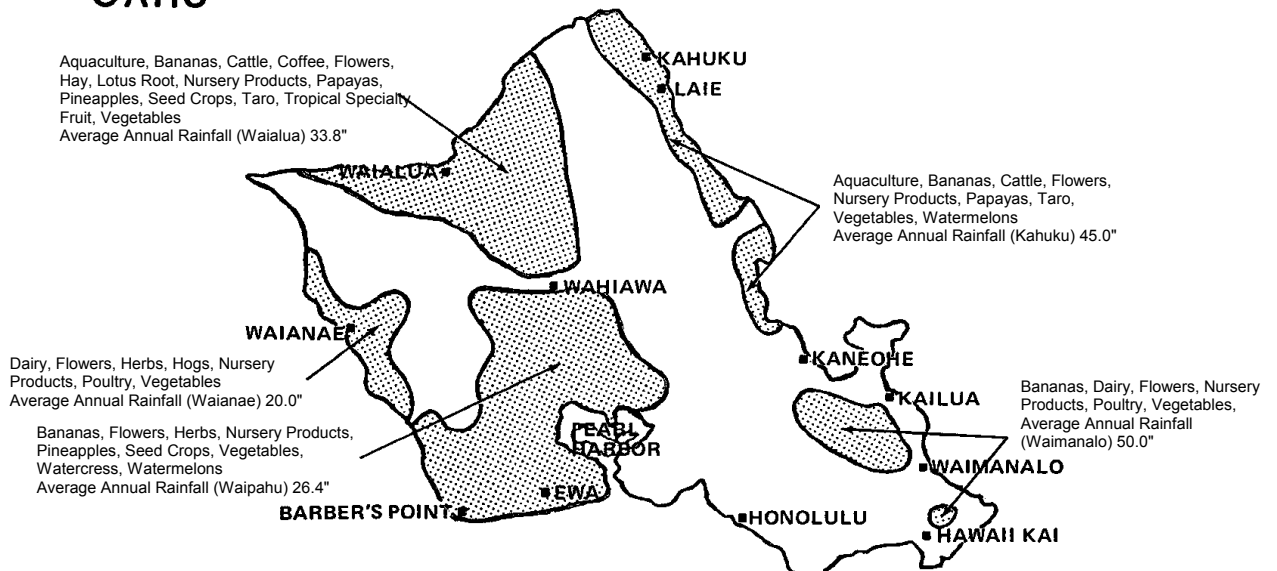 OAHU
Aquaculture, Bananas, Cattle, Coffee, Flowers,
Hay, Lotus Root, Nursery Products, Papayas,
Pineapples, Seed Crops, Taro, Tropical Specialty
Fruit, Vegetables
Average Annual Rainfall (Waialua) 33.8"
KAHUKU
LAIE
WAIALUA
Aquaculture, Bananas, Cattle, Flowers,
Nursery Products, Papayas, Taro,
Vegetables, Watermelons
Average Annual Rainfall (Kahuku) 45.0"
WAHIAWA
WAIANAE
KANEOHE
Dairy, Flowers, Herbs, Hogs, Nursery
Products, Poultry, Vegetables
Average Annual Rainfall (Waianae) 20.0"
KAILUA
Bananas, Dairy, Flowers, Nursery
Products, Poultry, Vegetables,
Average Annual Rainfall
(Waimanalo) 50.0"
Bananas, Flowers, Herbs, Nursery Products,
Pineapples, Seed Crops, Vegetables,
Watercress, Watermelons
Average Annual Rainfall (Waipahu) 26.4"
PEARL
HARBOR
WAIMANALO
EWA
BARBER'S POINT
HONOLULU
HAWAII KAI